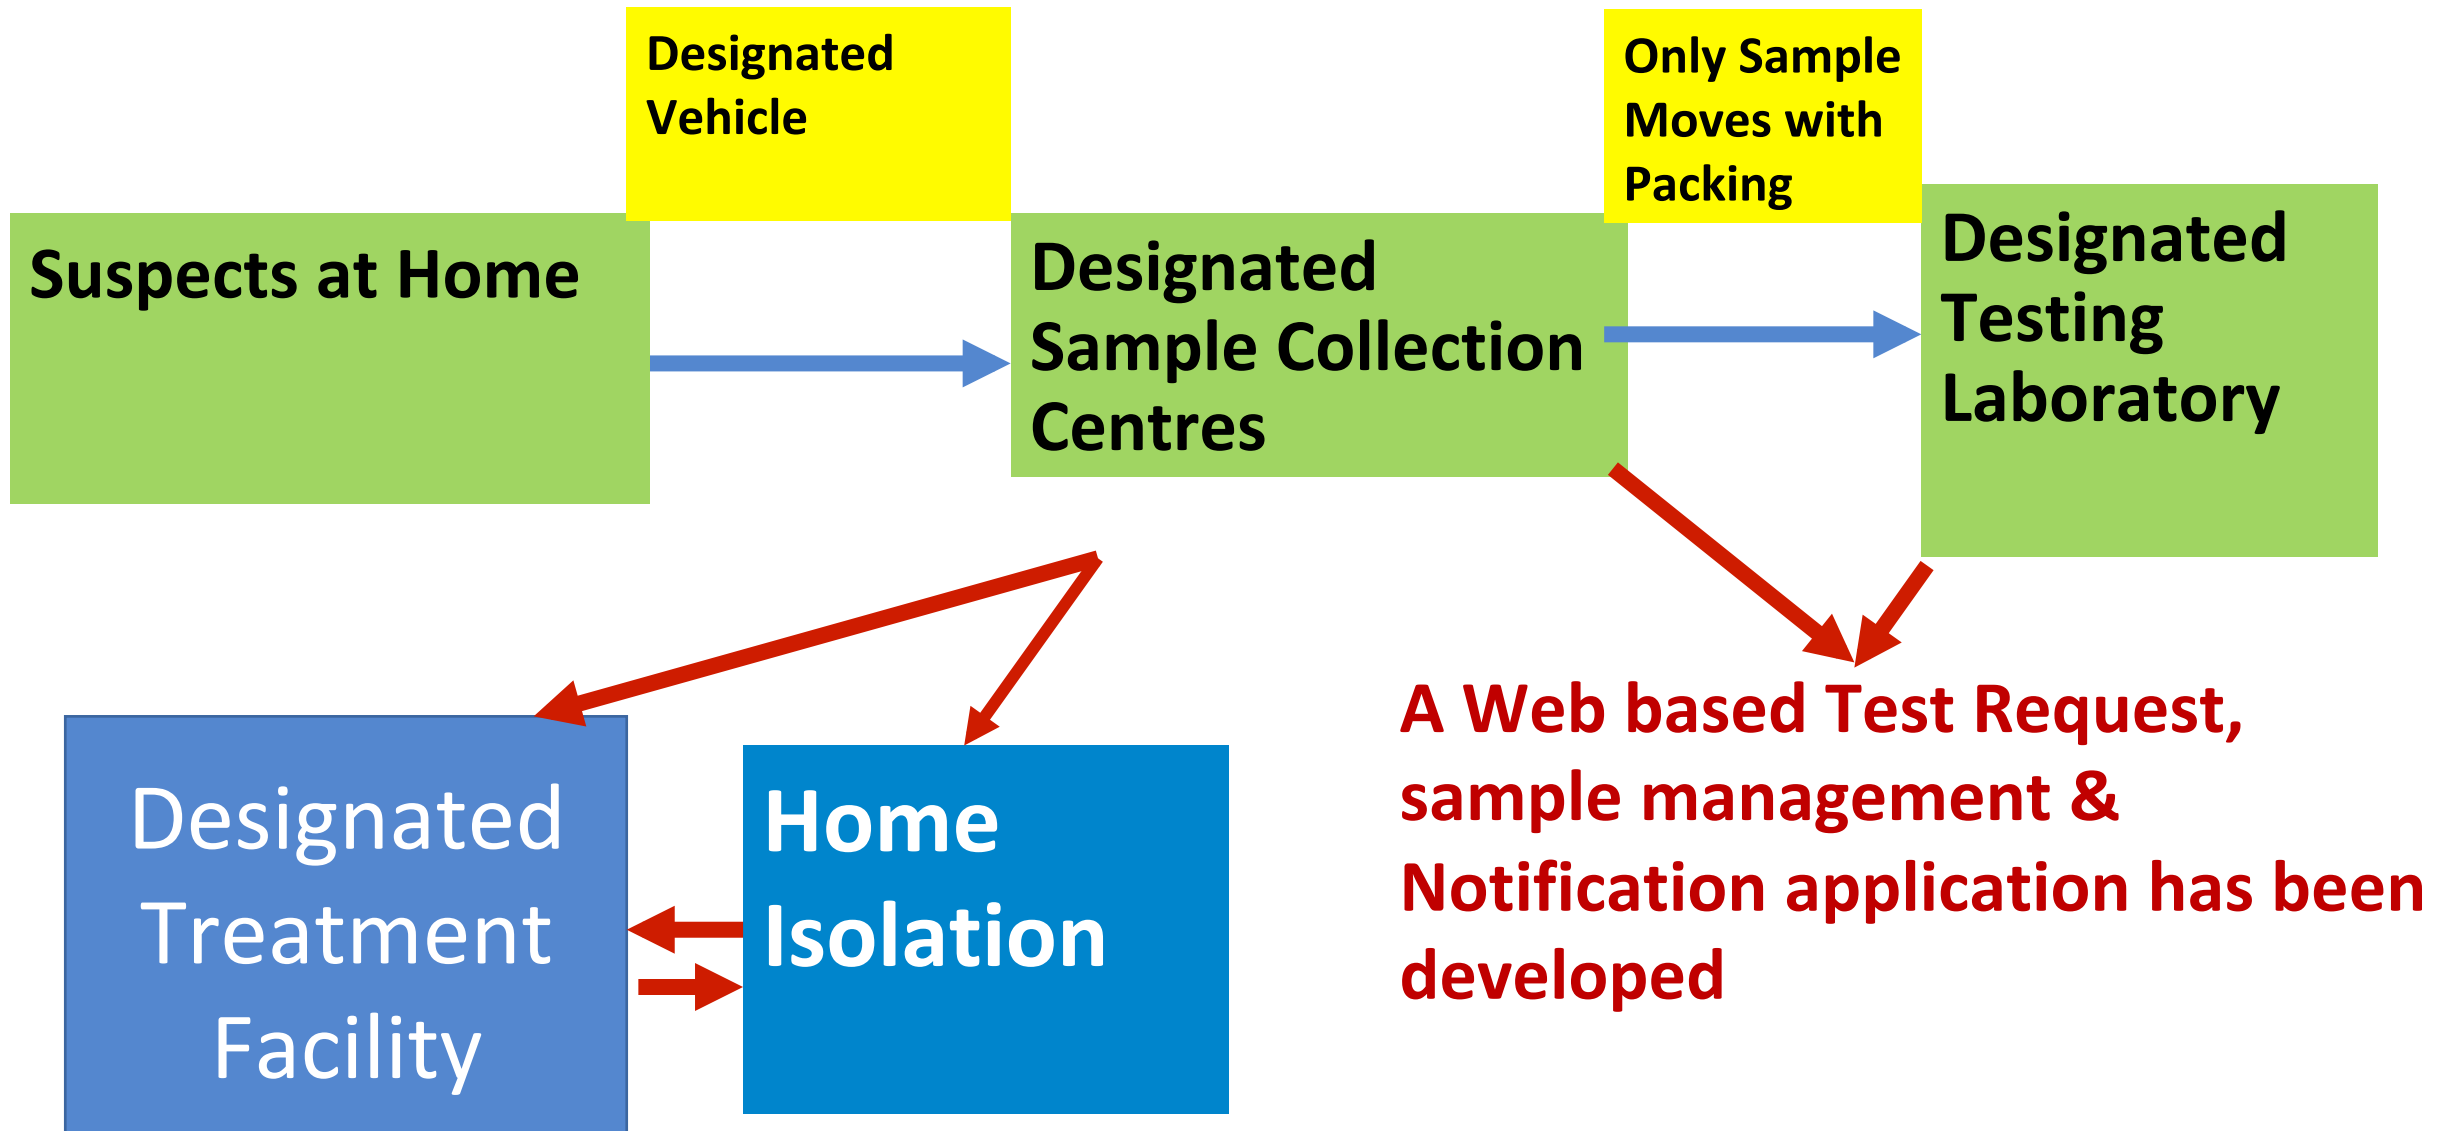 Designated
Vehicle
Only Sample
Moves with
Packing
Suspects at Home
Designated
Sample Collection
Centres
Designated
Testing
Laboratory
Designated
Treatment
Facility
Home
Isolation
A Web based Test Request,
sample management &
Notification application has been
developed